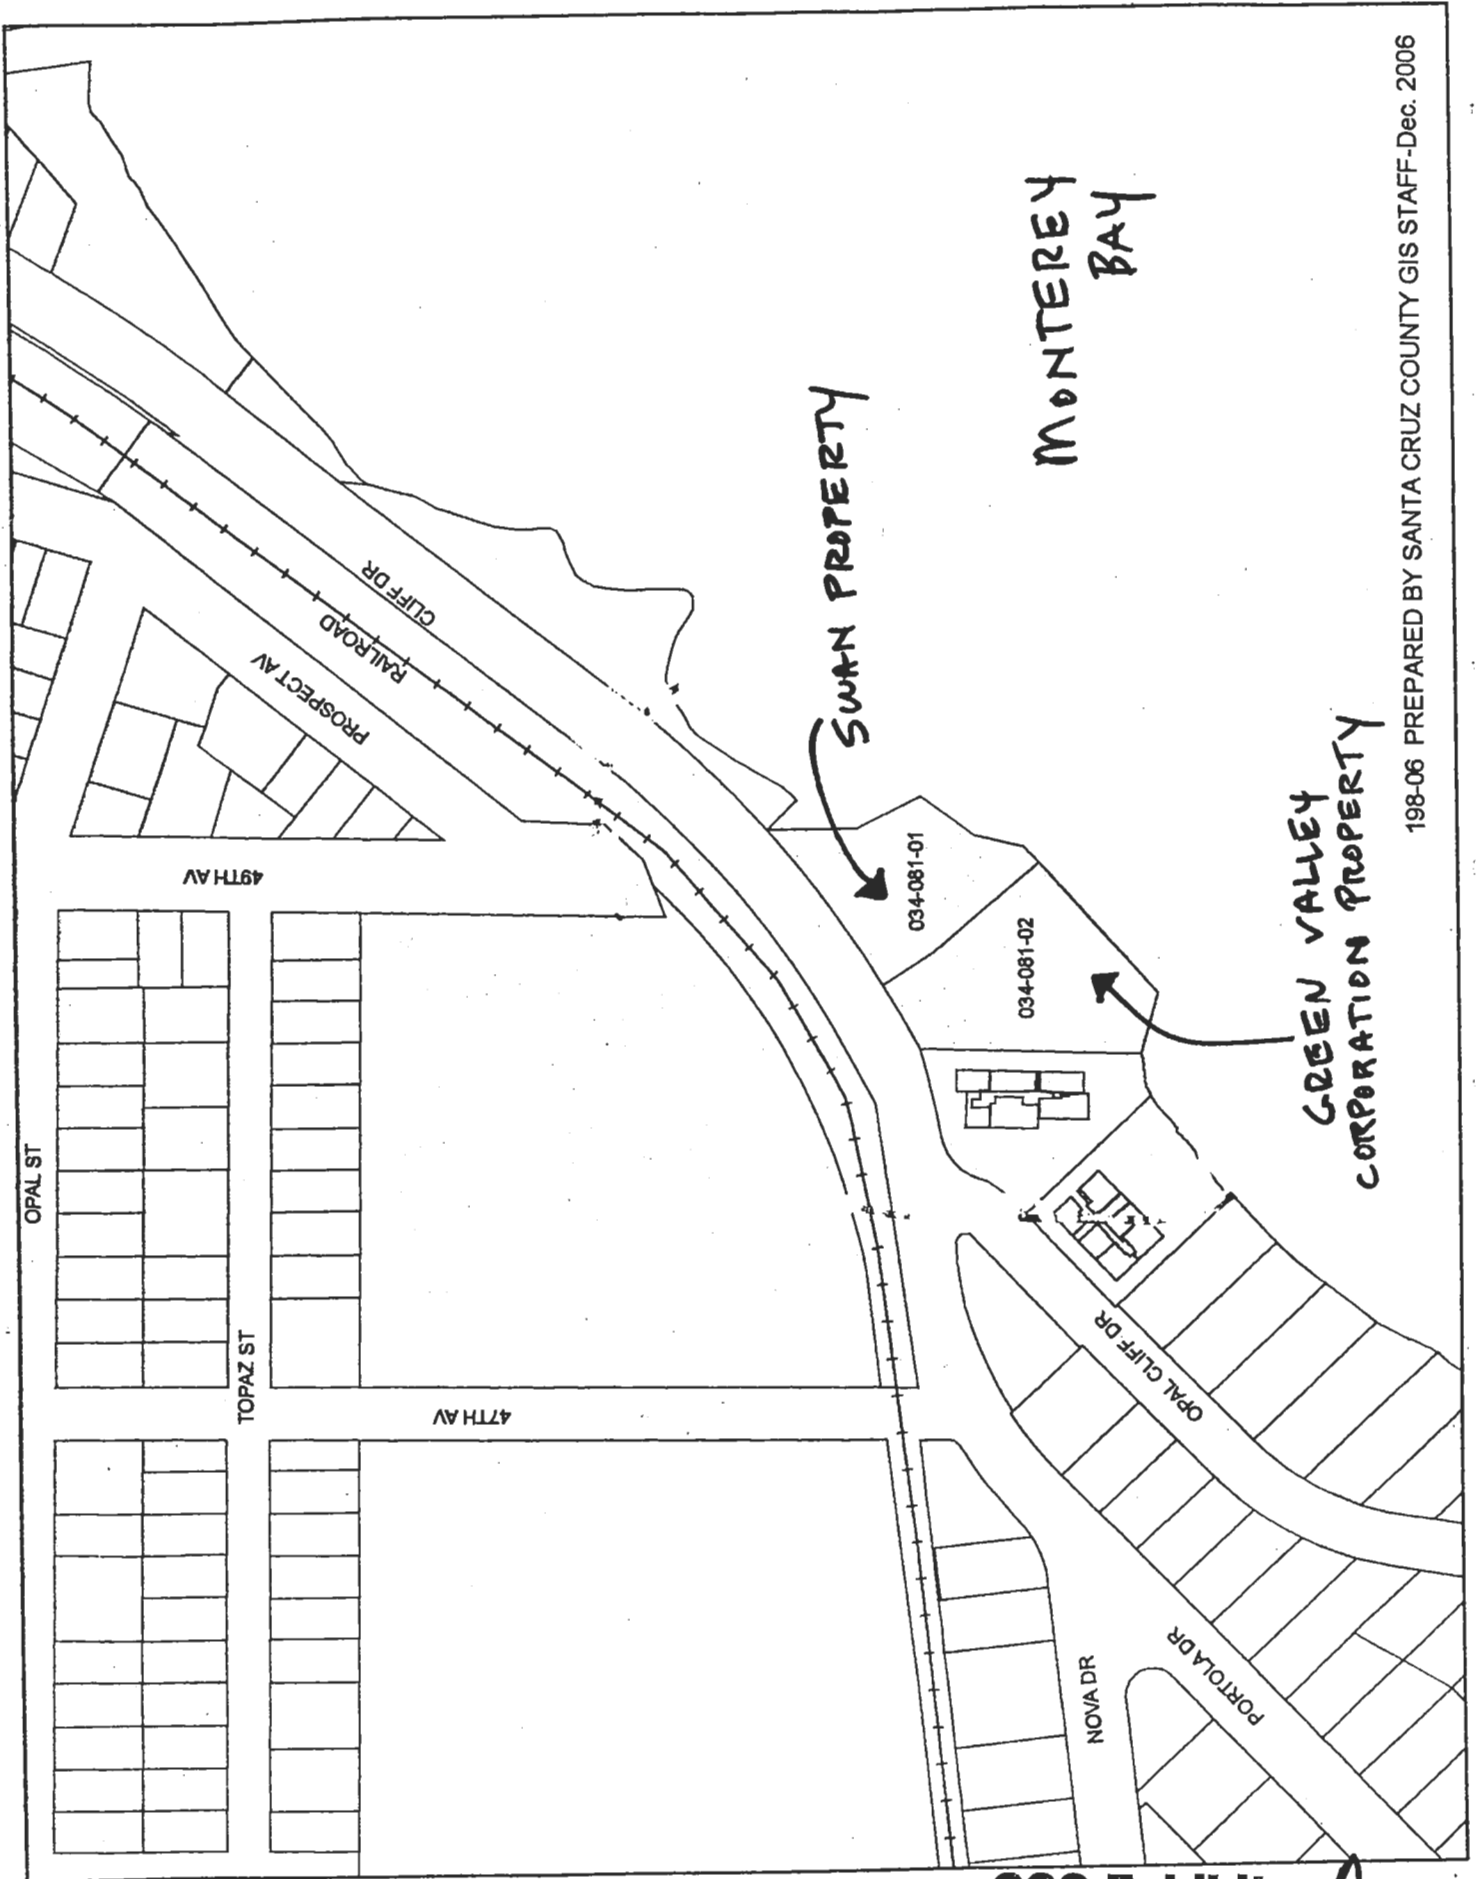 OPAL ST
TOPAZ ST
49TH AV
47TH AV
PROSPECT AV
RAILROAD
CLIFF DR
MONTEREY
BAY
SWAN PROPERTY
034-081-01
034-081-02
GREEN VALLEY
CORPORATION PROPERTY
OPAL CLIFF DR
PORTOLA DR
NOVA DR
198-06 PREPARED BY SANTA CRUZ COUNTY GIS STAFF-Dec. 2006